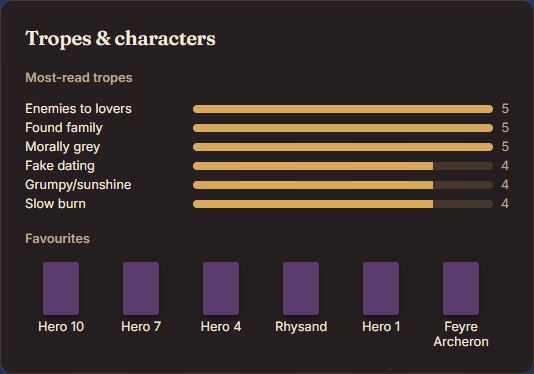 Tropes & characters
Most-read tropes
Enemies to lovers 5
Found family 5
Morally grey 5
Fake dating 4
Grumpy/sunshine 4
Slow burn 4
Favourites
Hero 10 Hero 7 Hero 4 Rhysand Hero 1 Feyre
Archeron